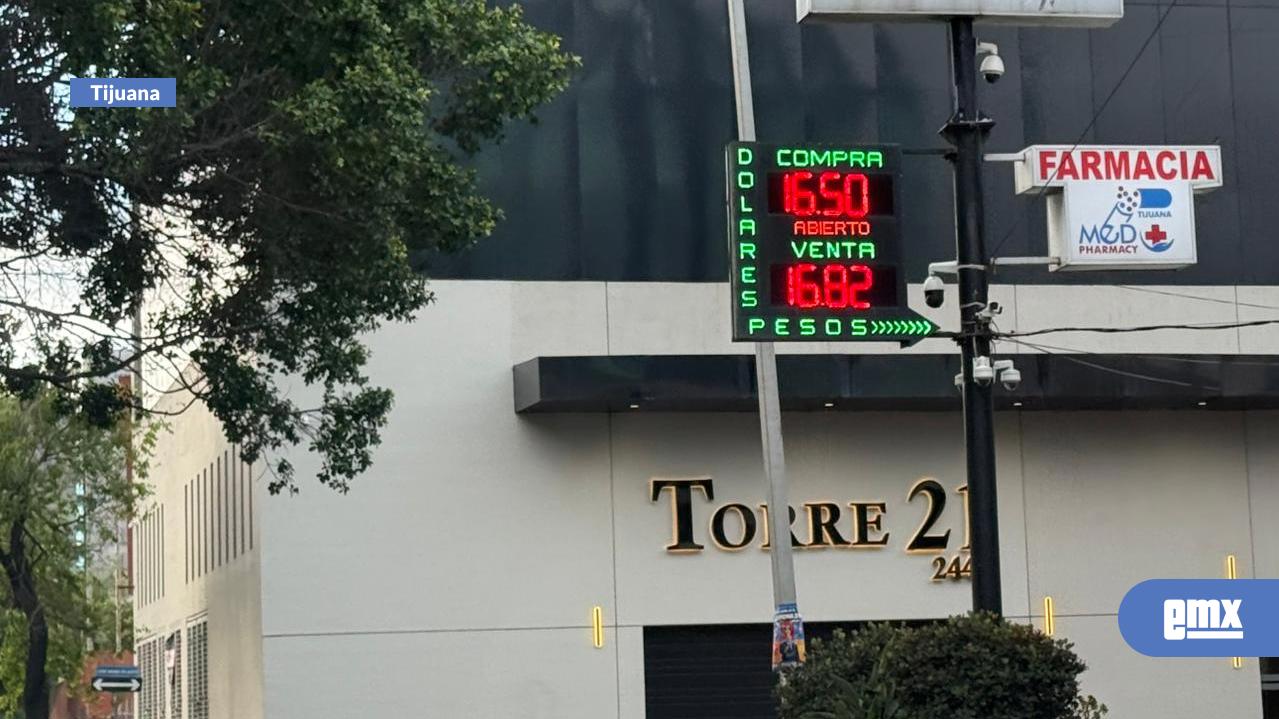 Tijuana
DOLARES
COMPRA
16.50
ABIERTO
VENTA
16.82
PESOS»»»»
FARMACIA
TIJUANA
MED
PHARMACY
TORRE 21
244
emx